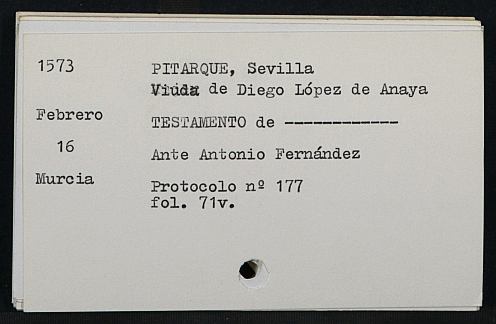 1573 PITARQUE, Sevilla
Viuda de Diego López de Anaya
Febrero TESTAMENTO de ------------
16 Ante Antonio Fernández
Murcia Protocolo nº 177
fol. 71v.